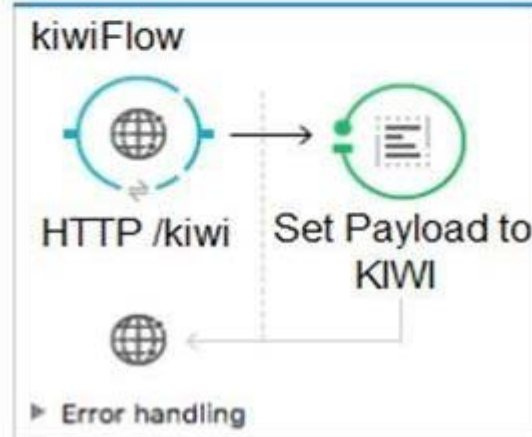 kiwiFlow
HTTP /kiwi
Set Payload to
KIWI
Error handling